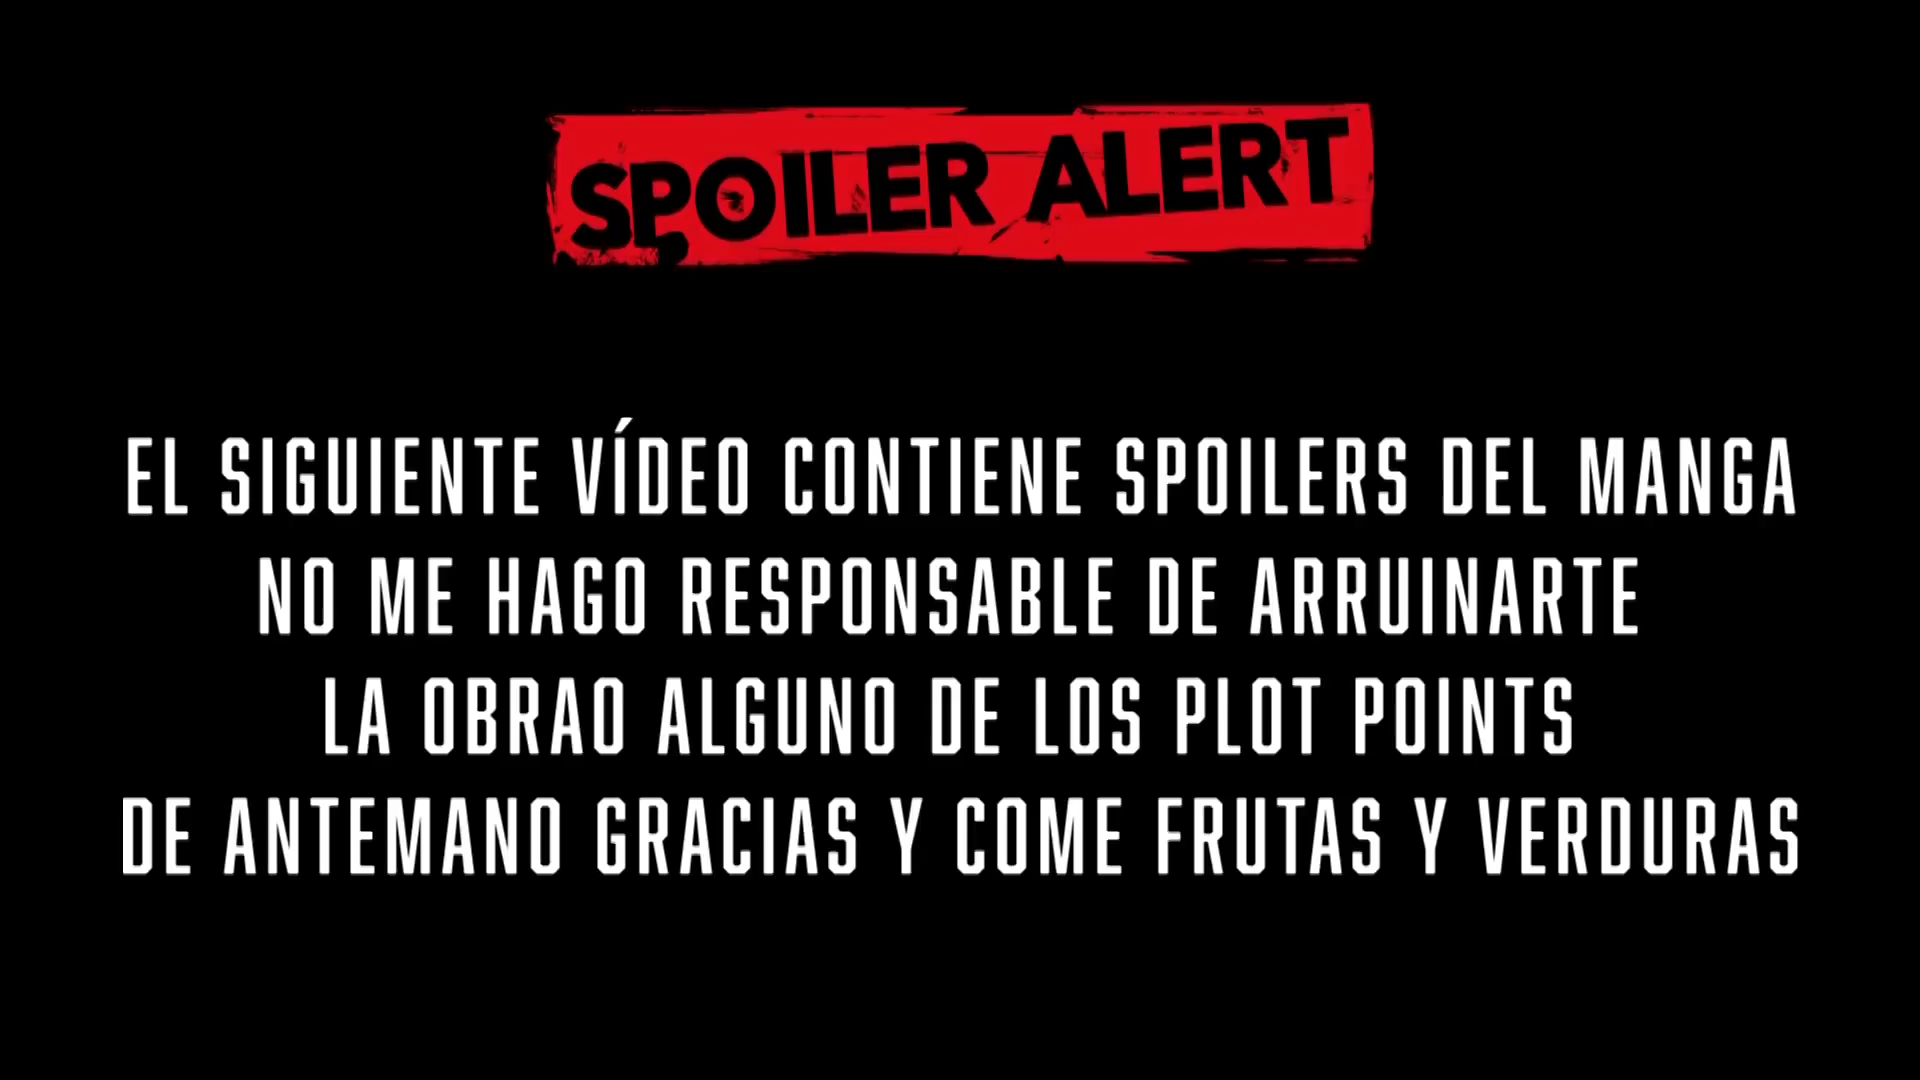 SPOILER ALERT
EL SIGUIENTE VÍDEO CONTIENE SPOILERS DEL MANGA
NO ME HAGO RESPONSABLE DE ARRUINARTE
LA OBRAO ALGUNO DE LOS PLOT POINTS
DE ANTEMANO GRACIAS Y COME FRUTAS Y VERDURAS